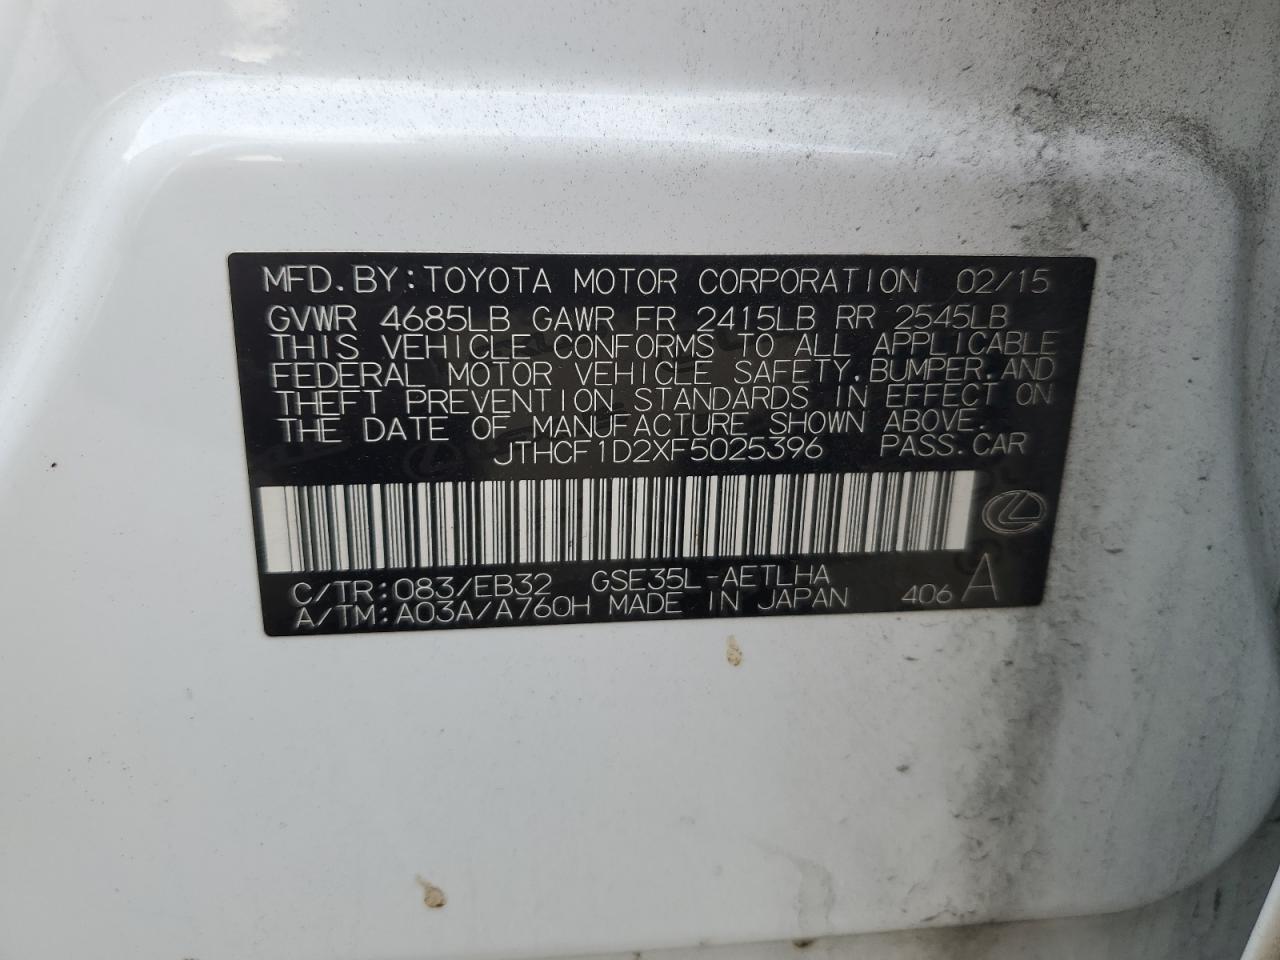 MFD.BY:TOYOTA MOTOR CORPORATION 02/15
GVWR 4685LB GAWR FR 2415LB RR 2545LB
THIS VEHICLE CONFORMS TO ALL APPLICABLE
FEDERAL MOTOR VEHICLE SAFETY,BUMPER,AND
THEFT PREVENTION STANDARDS IN EFFECT ON
THE DATE OF MANUFACTURE SHOWN ABOVE.
JTHCF1D2XF5025396 PASS.CAR
C/TR:083/EB32 GSE35L-AETLHA
A/TM:A03A/A760H MADE IN JAPAN 406 A